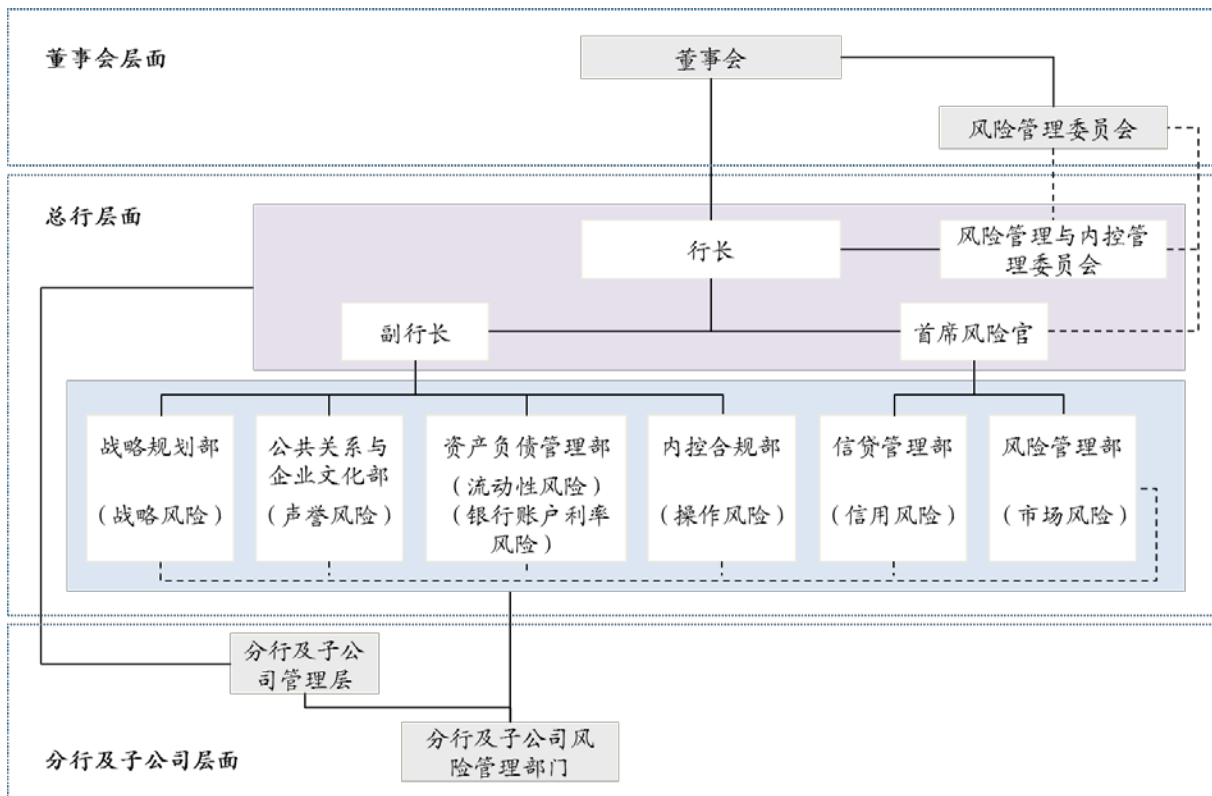 董事会层面
董事会
风险管理委员会
总行层面
行长
风险管理与内控管
理委员会
副行长
首席风险官
战略规划部
（战略风险）
公共关系与
企业文化部
（声誉风险）
资产负债管理部
（流动性风险）
（银行账户利率
风险）
内控合规部
（操作风险）
信贷管理部
（信用风险）
风险管理部
（市场风险）
分行及子公
司管理层
分行及子公司风
险管理部门
分行及子公司层面